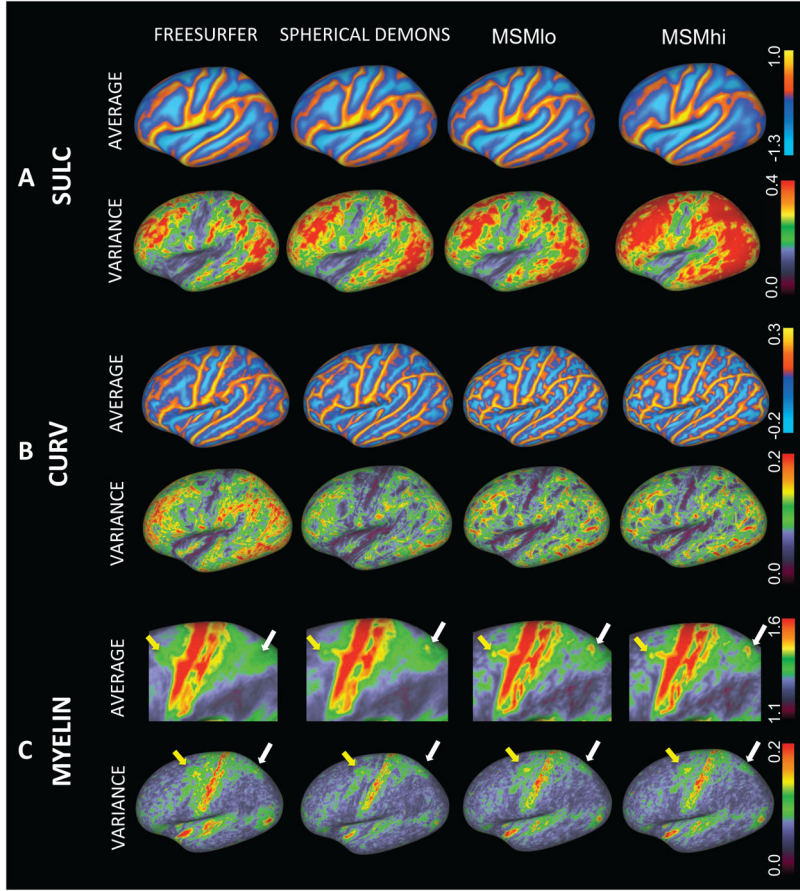 FREESURFER SPHERICAL DEMONS MSMlo MSMhi
A
SULC
AVERAGE
1.0
-1.3
VARIANCE
0.4
0.0
B
CURV
AVERAGE
0.3
-0.2
VARIANCE
0.2
0.0
C
MYELIN
AVERAGE
1.6
1.1
VARIANCE
0.2
0.0